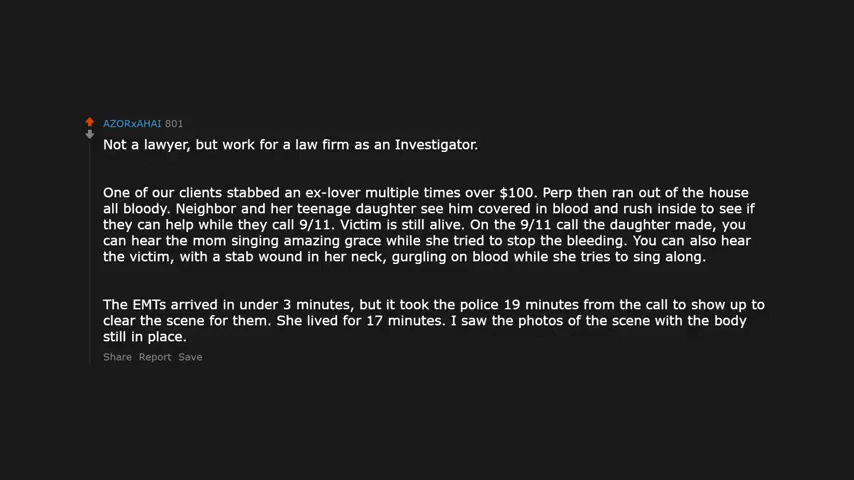 AZORxAHAI 801
Not a lawyer, but work for a law firm as an Investigator.
One of our clients stabbed an ex-lover multiple times over $100. Perp then ran out of the house
all bloody. Neighbor and her teenage daughter see him covered in blood and rush inside to see if
they can help while they call 9/11. Victim is still alive. On the 9/11 call the daughter made, you
can hear the mom singing amazing grace while she tried to stop the bleeding. You can also hear
the victim, with a stab wound in her neck, gurgling on blood while she tries to sing along.
The EMTs arrived in under 3 minutes, but it took the police 19 minutes from the call to show up to
clear the scene for them. She lived for 17 minutes. I saw the photos of the scene with the body
still in place.
Share Report Save